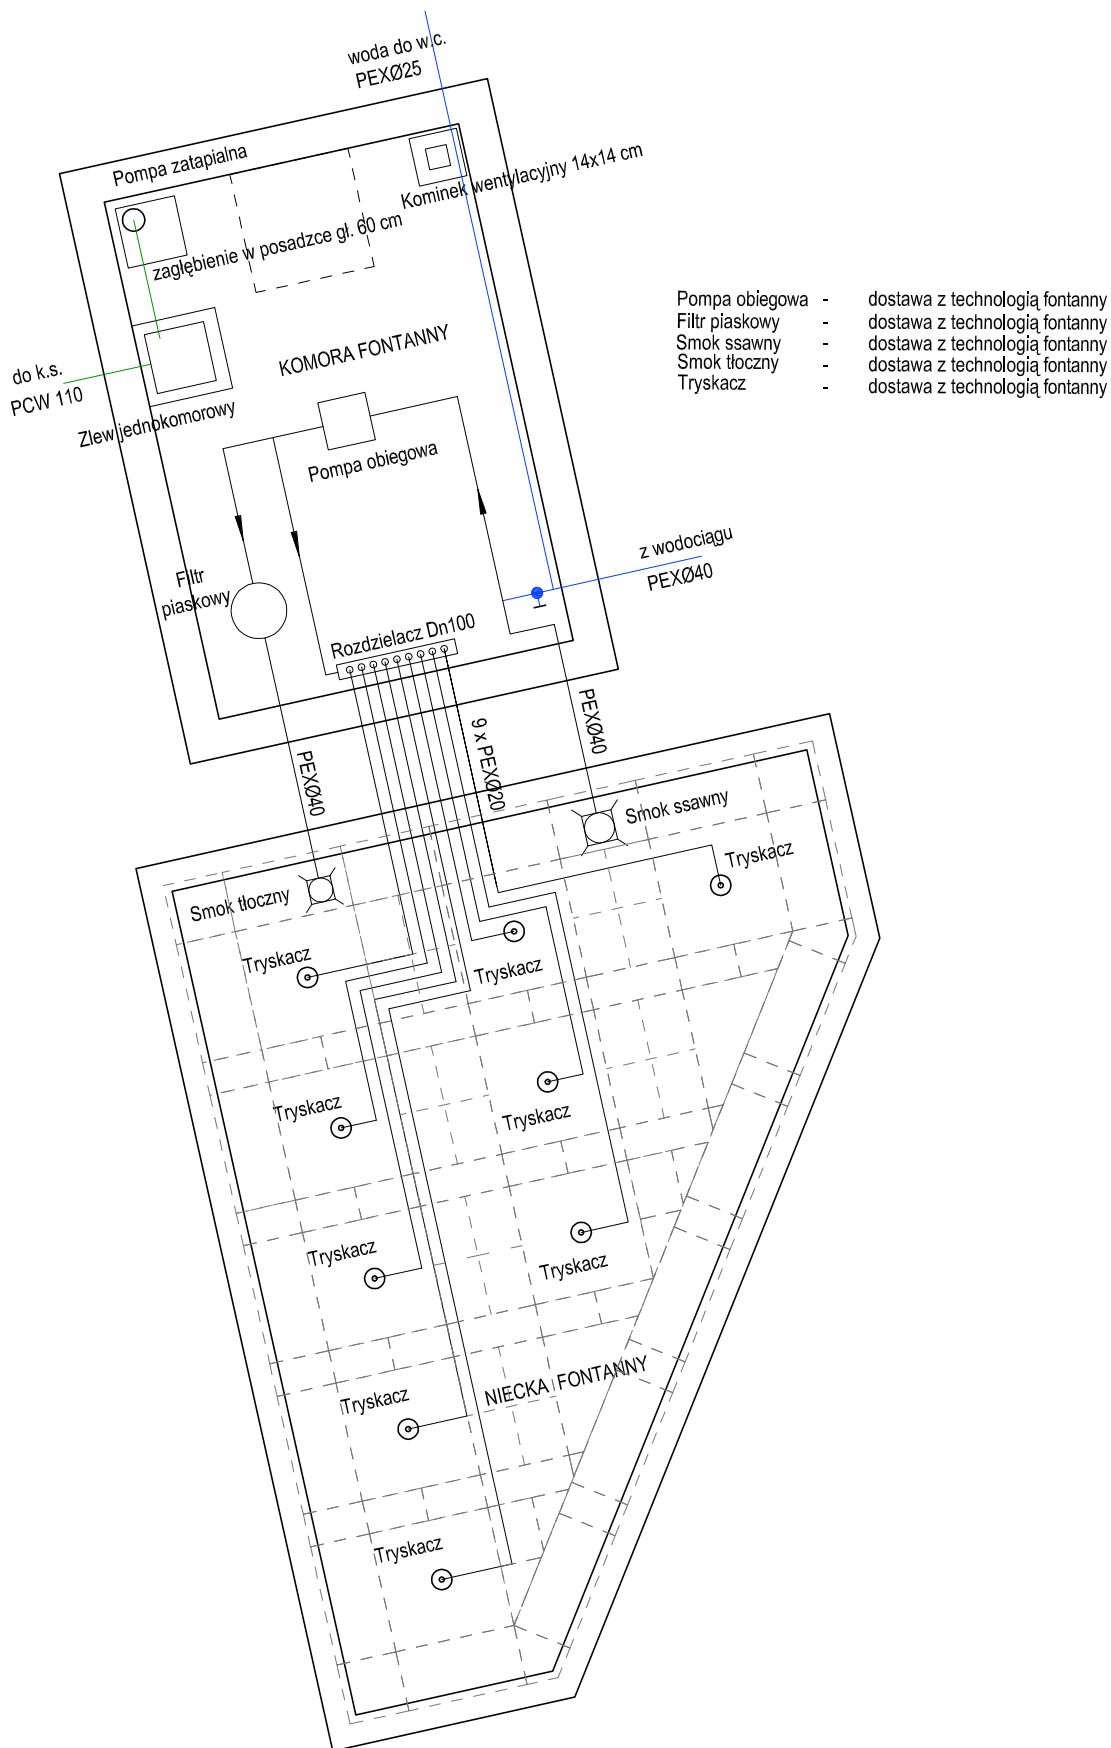 woda do w.c.
PEXØ25
Pompa zatapialna
Kominek wentylacyjny 14x14 cm
zagłębienie w posadzce gł. 60 cm
KOMORA FONTANNY
do k.s.
PCW 110
Zlew jednokomorowy
Pompa obiegowa
Pompa obiegowa - dostawa z technologią fontanny
Filtr piaskowy - dostawa z technologią fontanny
Smok ssawny - dostawa z technologią fontanny
Smok tłoczny - dostawa z technologią fontanny
Tryskacz - dostawa z technologią fontanny
z wodociągu
PEXØ40
Filtr
piaskowy
Rozdzielacz Dn100
PEXØ40
9 x PEXØ20
PEXØ40
Smok ssawny
Tryskacz
Smok tłoczny
Tryskacz
Tryskacz
Tryskacz
Tryskacz
Tryskacz
Tryskacz
Tryskacz
NIECKA FONTANNY
Tryskacz